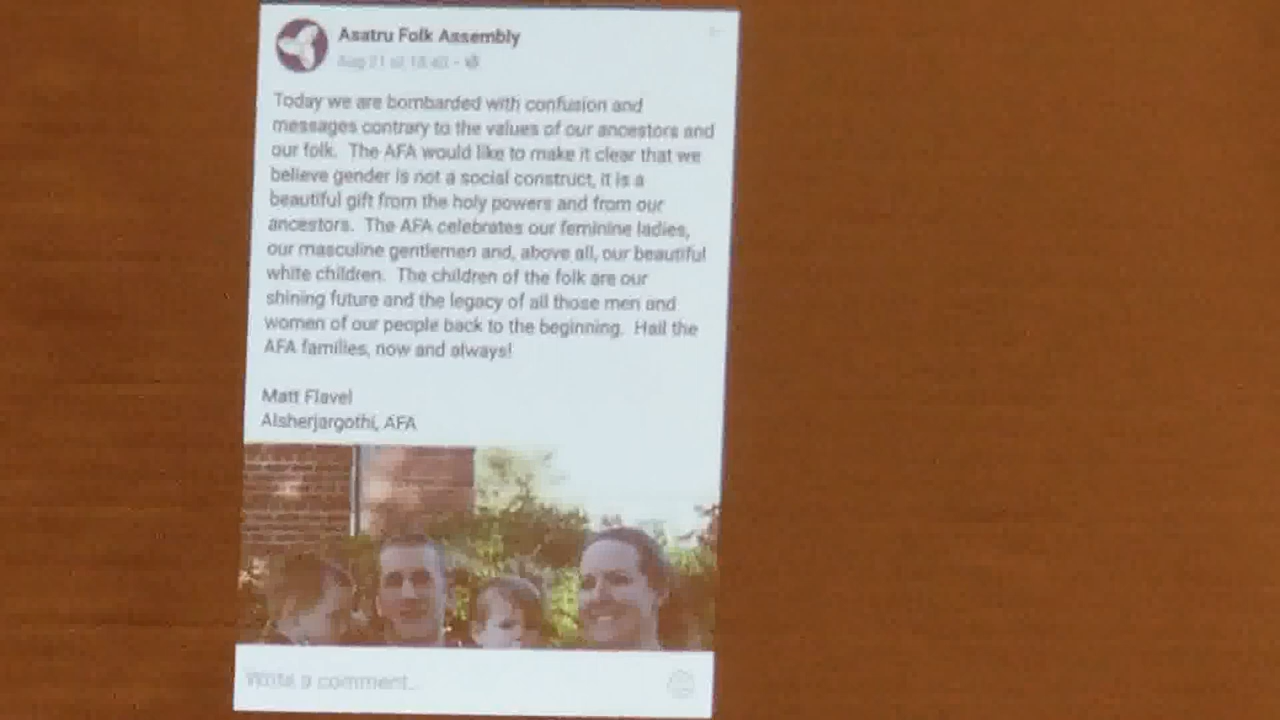 Asatru Folk Assembly
Today we are bombarded with confusion and
messages contrary to the values of our ancestors and
our folk.  The AFA would like to make it clear that we
believe gender is not a social construct, it is a
beautiful gift from the holy powers and from our
ancestors.  The AFA celebrates our feminine ladies,
our masculine gentlemen and, above all, our beautiful
white children.  The children of the folk are our
shining future and the legacy of all those men and
women of our people back to the beginning.  Hail the
AFA families, now and always!
Matt Flavel
Alsherjargothi, AFA
Write a comment...